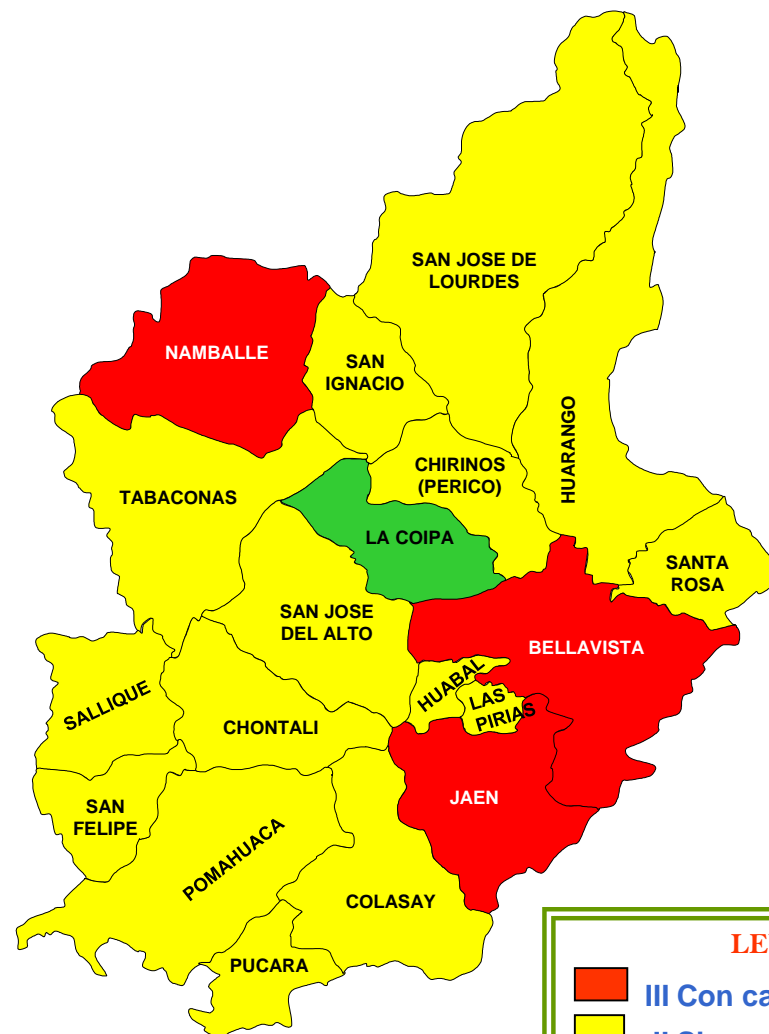 SAN JOSE DE
LOURDES
NAMBALLE
SAN
IGNACIO
HUARANGO
CHIRINOS
(PERICO)
TABACONAS
LA COIPA
SANTA
ROSA
SAN JOSE
DEL ALTO
BELLAVISTA
HUABAL
LAS
PIRIAS
SALLIQUE
CHONTALI
JAEN
SAN
FELIPE
POMAHUACA
COLASAY
PUCARA
LE
III Con ca